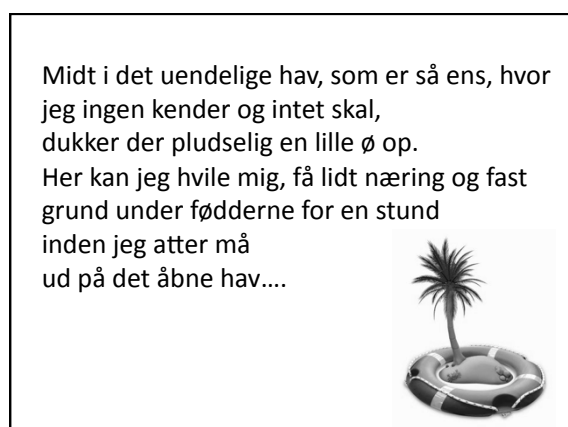 Midt i det uendelige hav, som er så ens, hvor
jeg ingen kender og intet skal,
dukker der pludselig en lille ø op.
Her kan jeg hvile mig, få lidt næring og fast
grund under fødderne for en stund
inden jeg atter må
ud på det åbne hav….